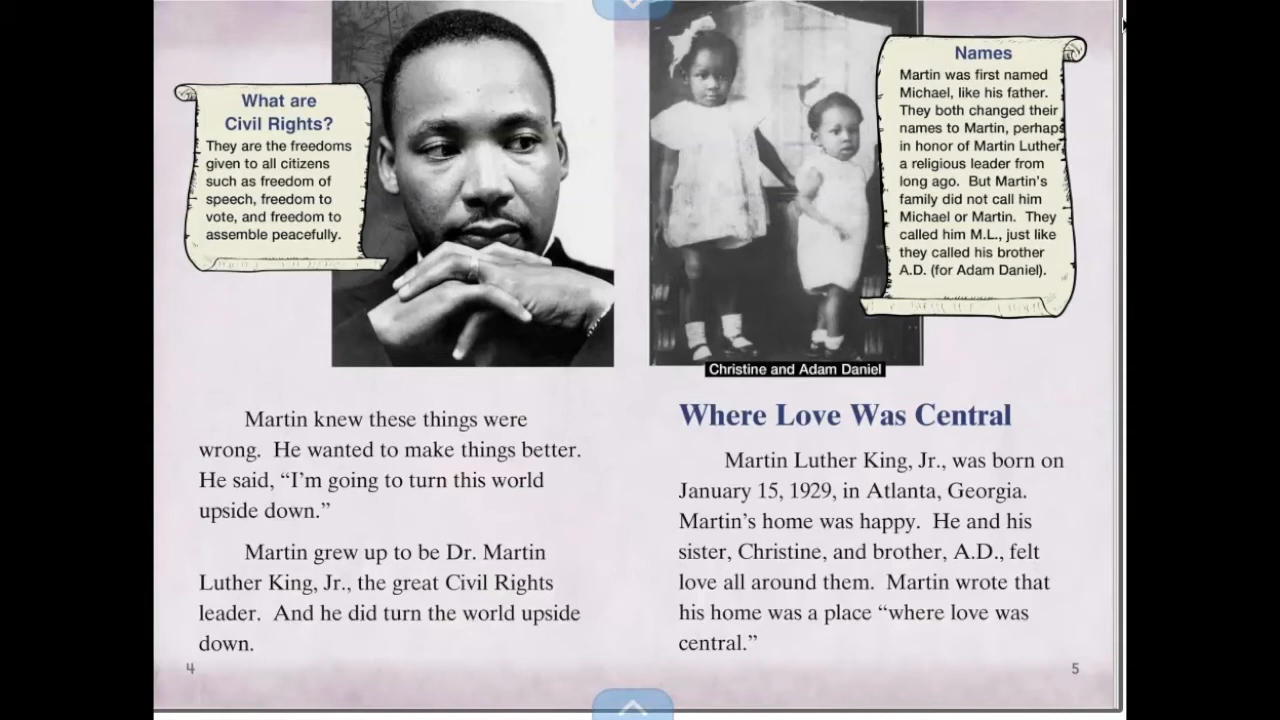 What are
Civil Rights?
They are the freedoms
given to all citizens
such as freedom of
speech, freedom to
vote, and freedom to
assemble peacefully.
Martin knew these things were
wrong. He wanted to make things better.
He said, “I’m going to turn this world
upside down.”
Martin grew up to be Dr. Martin
Luther King, Jr., the great Civil Rights
leader. And he did turn the world upside
down.
4
Names
Martin was first named
Michael, like his father.
They both changed their
names to Martin, perhaps
in honor of Martin Luther,
a religious leader from
long ago. But Martin’s
family did not call him
Michael or Martin. They
called him M.L., just like
they called his brother
A.D. (for Adam Daniel).
Christine and Adam Daniel
Where Love Was Central
Martin Luther King, Jr., was born on
January 15, 1929, in Atlanta, Georgia.
Martin’s home was happy. He and his
sister, Christine, and brother, A.D., felt
love all around them. Martin wrote that
his home was a place “where love was
central.”
5